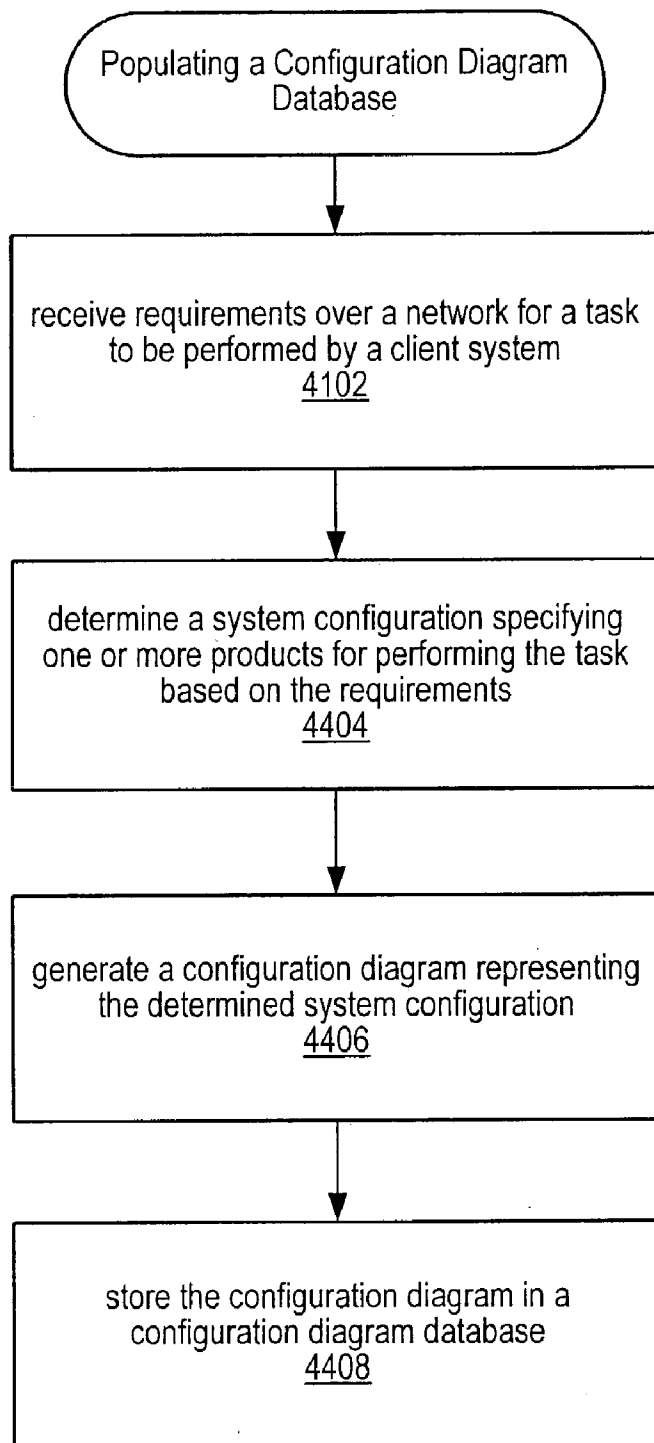 Populating a Configuration Diagram
Database
receive requirements over a network for a task
to be performed by a client system
4102
determine a system configuration specifying
one or more products for performing the task
based on the requirements
4404
generate a configuration diagram representing
the determined system configuration
4406
store the configuration diagram in a
configuration diagram database
4408